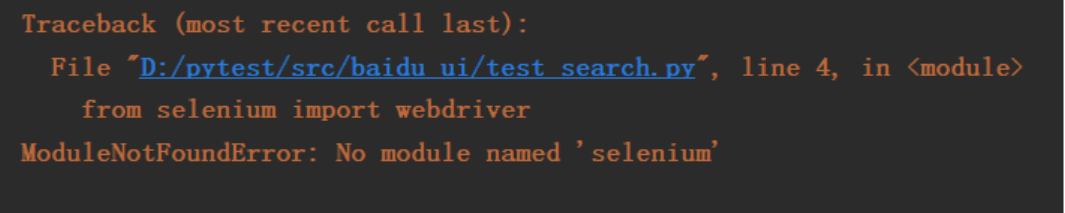 Traceback (most recent call last):
  File "D:/pytest/src/baidu_ui/test_search.py", line 4, in <module>
    from selenium import webdriver
ModuleNotFoundError: No module named 'selenium'